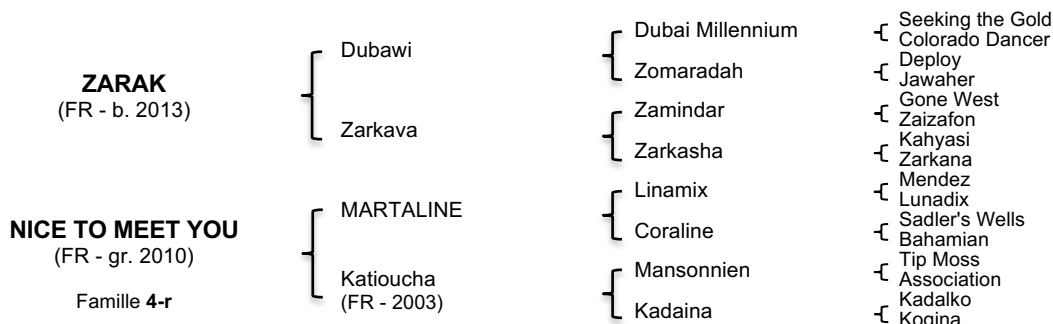 ZARAK
(FR - b. 2013)
NICE TO MEET YOU
(FR - gr. 2010)
Famille 4-r
Dubawi
Zarkava
MARTALINE
Katioucha
(FR - 2003)
Dubai Millennium
Zomaradah
Zamindar
Zarkasha
Linamix
Coraline
Mansonnien
Kadaina
Seeking the Gold
Colorado Dancer
Deploy
Jawaher
Gone West
Zaizafon
Kahyasi
Zarkana
Mendez
Lunadix
Sadler's Wells
Bahamian
Tip Moss
Association
Kadalko
Kogina